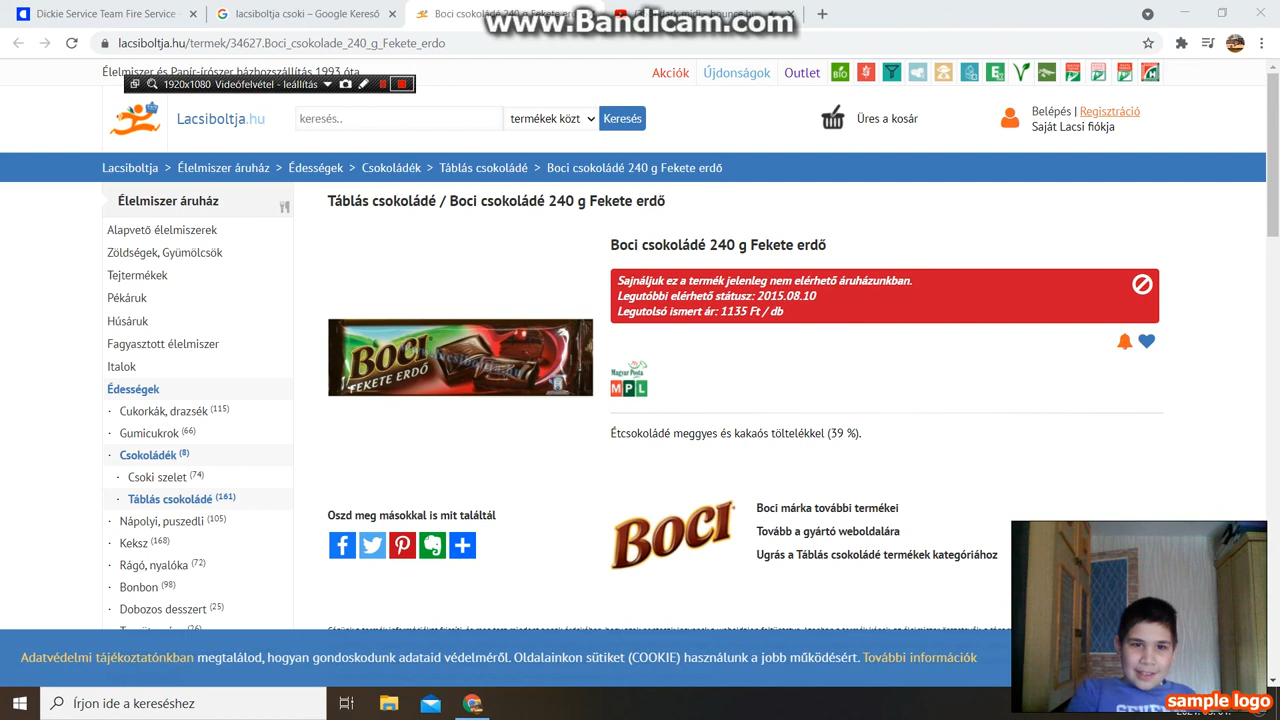 Dickie Service Team Fire Service
lacsiboltja csoki – Google Kereső
Boci csokoládé 240 g Fekete erdő
www.Bandicam.com
lacsiboltja.hu/termek/34627.Boci_csokolade_240_g_Fekete_erdo
Élelmiszer és Papír-írószer házhozszállítás 1993 óta
1920x1080 Videófelvétel - leállítás
Akciók
Újdonságok
Outlet
BIO
Lacsiboltja.hu
keresés..
termékek közt
Keresés
Üres a kosár
Belépés | Regisztráció
Saját Lacsi fiókja
Lacsiboltja > Élelmiszer áruház > Édességek > Csokoládék > Táblás csokoládé > Boci csokoládé 240 g Fekete erdő
Élelmiszer áruház
Alapvető élelmiszerek
Zöldségek, Gyümölcsök
Tejtermékek
Pékáruk
Húsáruk
Fagyasztott élelmiszer
Italok
Édességek
Cukorkák, drazsék (115)
Gumicukrok (66)
Csokoládék (8)
Csoki szelet (74)
Táblás csokoládé (161)
Nápolyi, puszedli (105)
Keksz (168)
Rágó, nyalóka (72)
Bonbon (98)
Dobozos desszert (25)
Táblás csokoládé / Boci csokoládé 240 g Fekete erdő
Boci csokoládé 240 g Fekete erdő
Sajnáljuk ez a termék jelenleg nem elérhető áruházunkban.
Legutóbbi elérhető státusz: 2015.08.10
Legutolsó ismert ár: 1135 Ft / db
BOCI
FEKETE ERDŐ
Magyar Posta
MPL
Étcsokoládé meggyes és kakaós töltelékkel (39 %).
Oszd meg másokkal is mit találtál
BOCI
Boci márka további termékei
Tovább a gyártó weboldalára
Ugrás a Táblás csokoládé termékek kategóriához
Adatvédelmi tájékoztatónkban megtalálod, hogyan gondoskodunk adataid védelméről. Oldalainkon sütiket (COOKIE) használunk a jobb működésért. További információk
Írjon ide a kereséshez
sample logo